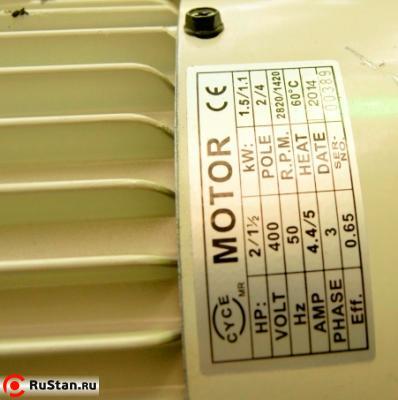 CYCE MR MOTOR CE
HP: 2/1½ kW: 1.5/1.1
VOLT 400 POLE 2/4
Hz 50 R.P.M. 2820/1420
AMP 4.4/5 HEAT 60°C
PHASE 3 DATE 2014
Eff. 0.65 SER-NO. 00389
RuStan.ru